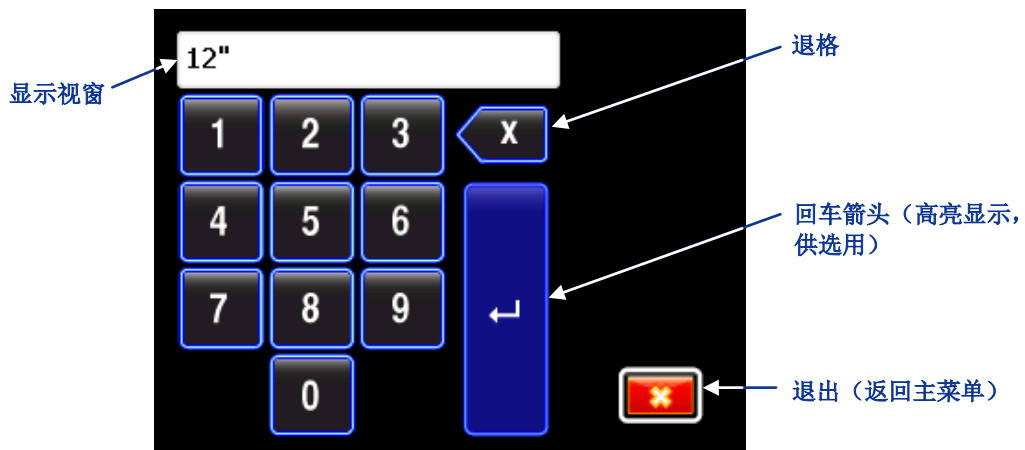 12"
退格
显示视窗
1 2 3 X
4 5 6
回车箭头（高亮显示，
供选用）
7 8 9
0
退出（返回主菜单）